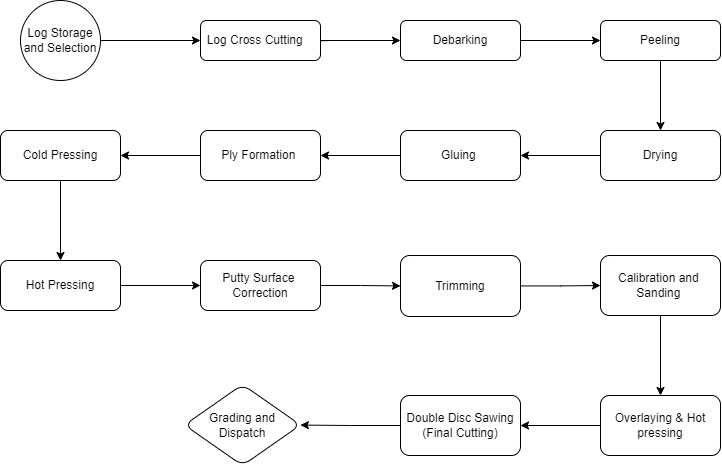 Log Storage
and Selection
Log Cross Cutting
Debarking
Peeling
Drying
Gluing
Ply Formation
Cold Pressing
Hot Pressing
Putty Surface
Correction
Trimming
Calibration and
Sanding
Overlaying & Hot
pressing
Double Disc Sawing
(Final Cutting)
Grading and
Dispatch